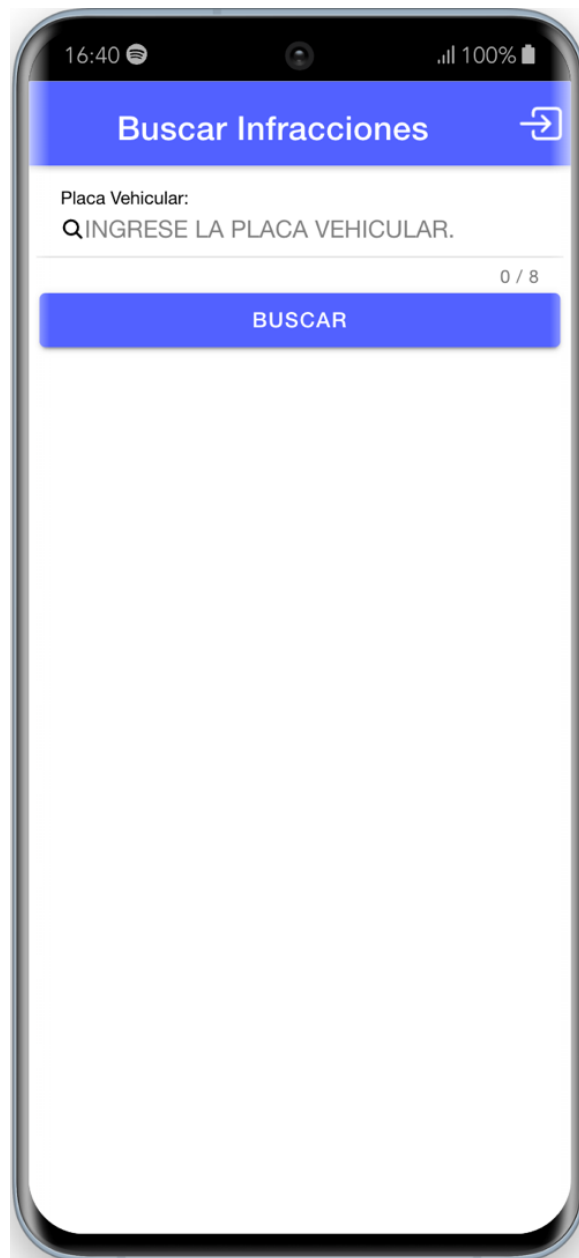 16:40
100%
Buscar Infracciones
Placa Vehicular:
INGRESE LA PLACA VEHICULAR.
0 / 8
BUSCAR